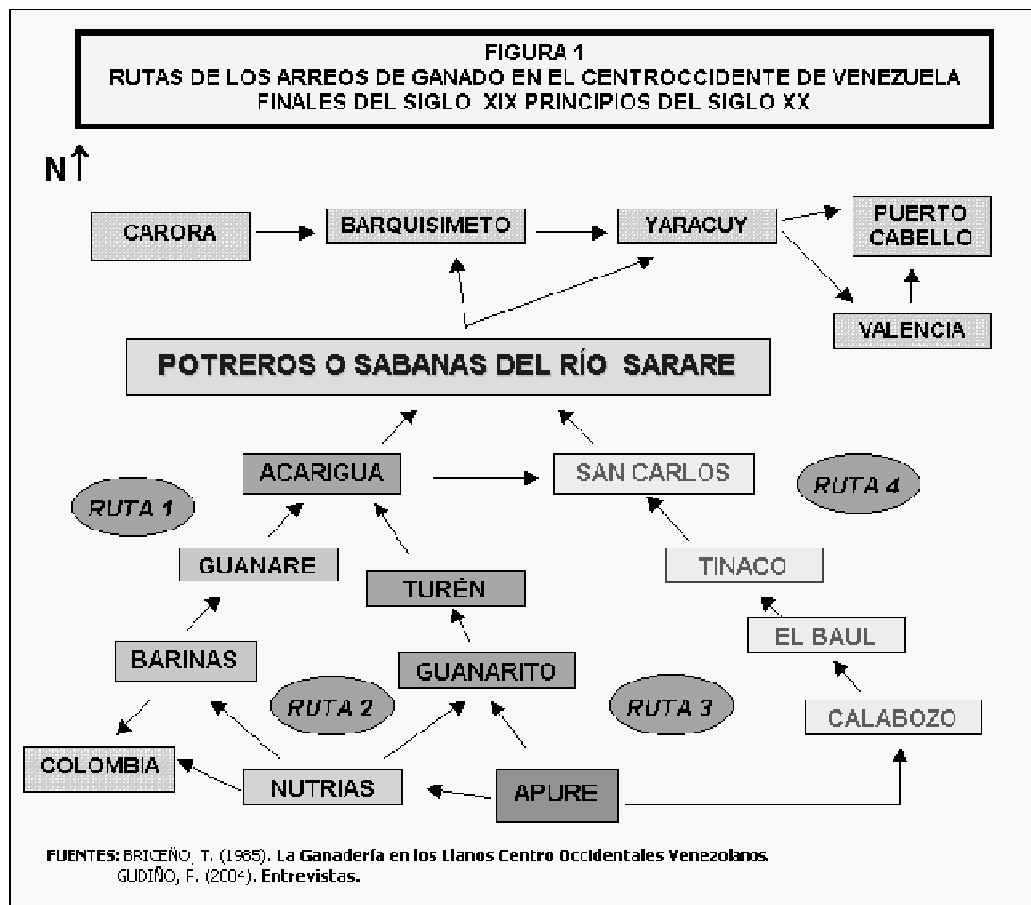 FIGURA 1
RUTAS DE LOS ARREOS DE GANADO EN EL CENTROCCIDENTE DE VENEZUELA
FINALES DEL SIGLO XIX PRINCIPIOS DEL SIGLO XX
N
CARORA
BARQUISIMETO
YARACUY
PUERTO
CABELLO
VALENCIA
POTREROS O SABANAS DEL RÍO SARARE
ACARIGUA
SAN CARLOS
RUTA 1
RUTA 4
GUANARE
TURÉN
TINACO
BARINAS
GUANARITO
EL BAUL
RUTA 2
RUTA 3
CALABOZO
COLOMBIA
NUTRIAS
APURE
FUENTES: BRICEÑO, T. (1985). La Ganadería en los Llanos Centro Occidentales Venezolanos.
GUDIÑO, F. (2004). Entrevistas.